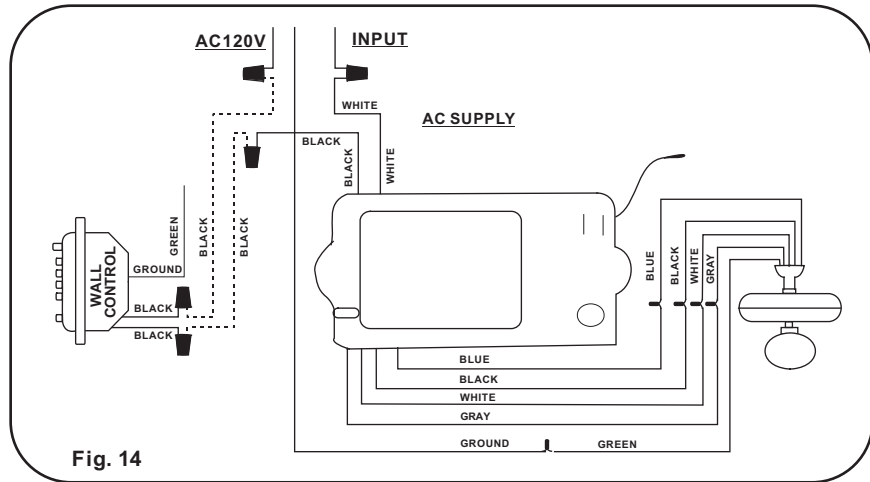 AC120V
INPUT
WHITE
AC SUPPLY
BLACK
BLACK
WHITE
GREEN
BLACK
BLACK
WALL
CONTROL
GROUND
BLACK
BLACK
BLUE
BLACK
WHITE
GRAY
BLUE
BLACK
WHITE
GRAY
GROUND
GREEN
Fig. 14